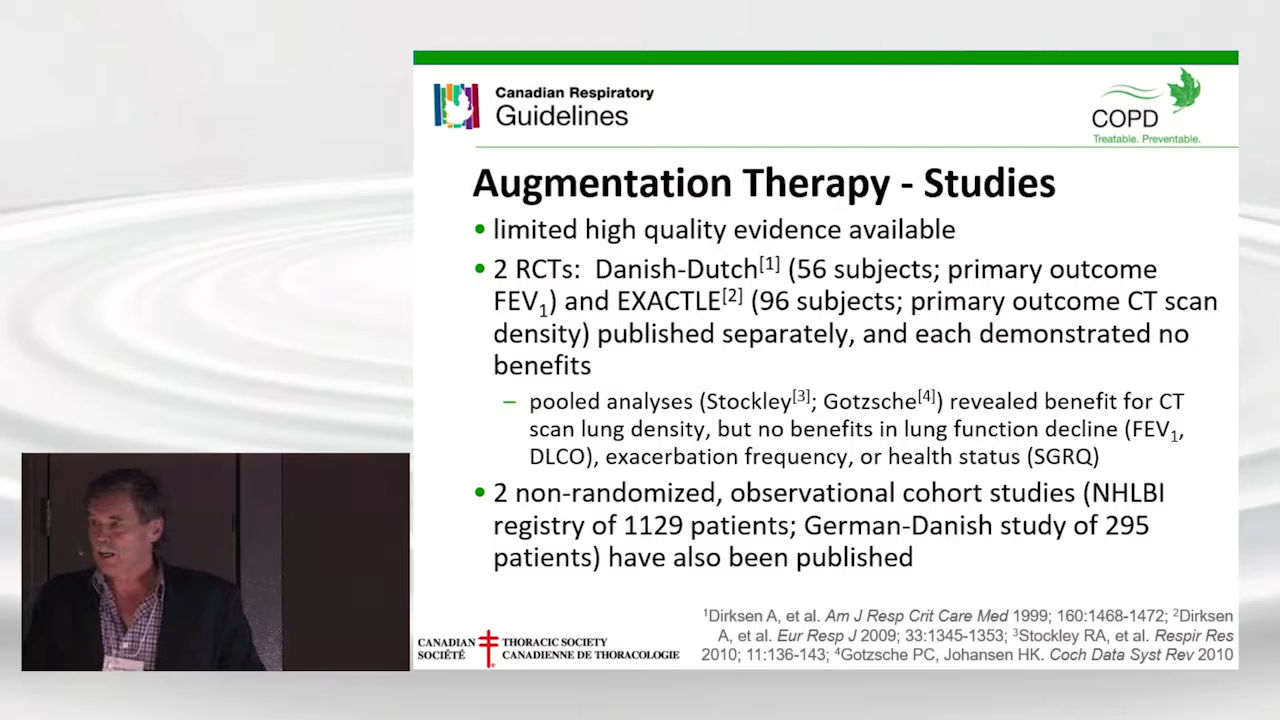 Canadian Respiratory
Guidelines
COPD
Treatable. Preventable.
Augmentation Therapy - Studies
• limited high quality evidence available
• 2 RCTs: Danish-Dutch[1] (56 subjects; primary outcome
FEV1) and EXACTLE[2] (96 subjects; primary outcome CT scan
density) published separately, and each demonstrated no
benefits
– pooled analyses (Stockley[3]; Gotzsche[4]) revealed benefit for CT
scan lung density, but no benefits in lung function decline (FEV1,
DLCO), exacerbation frequency, or health status (SGRQ)
• 2 non-randomized, observational cohort studies (NHLBI
registry of 1129 patients; German-Danish study of 295
patients) have also been published
1Dirksen A, et al. Am J Resp Crit Care Med 1999; 160:1468-1472; 2Dirksen
A, et al. Eur Resp J 2009; 33:1345-1353; 3Stockley RA, et al. Respir Res
2010; 11:136-143; 4Gotzsche PC, Johansen HK. Coch Data Syst Rev 2010
CANADIAN THORACIC SOCIETY
SOCIÉTÉ CANADIENNE DE THORACOLOGIE